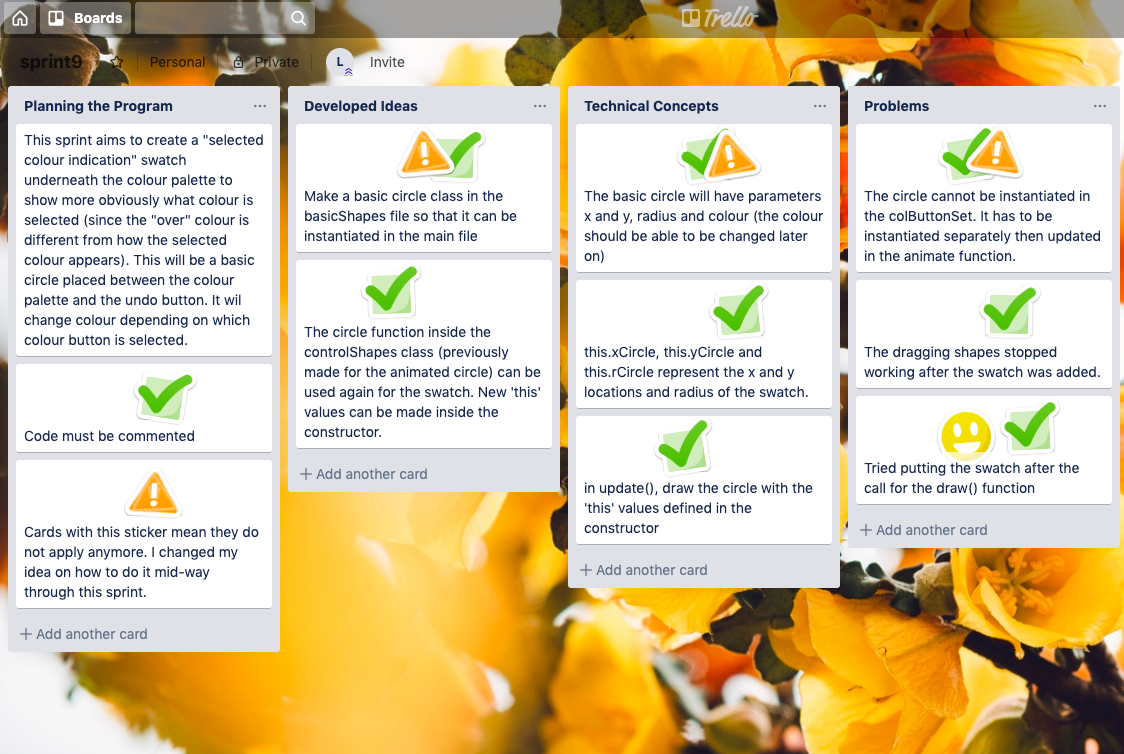 Boards
Trello
sprint9
Personal
Private
L
Invite
Planning the Program
This sprint aims to create a "selected
colour indication" swatch
underneath the colour palette to
show more obviously what colour is
selected (since the "over" colour is
different from how the selected
colour appears). This will be a basic
circle placed between the colour
palette and the undo button. It wil
change colour depending on which
colour button is selected.
Code must be commented
Cards with this sticker mean they do
not apply anymore. I changed my
idea on how to do it mid-way
through this sprint.
Add another card
Developed Ideas
Make a basic circle class in the
basicShapes file so that it can be
instantiated in the main file
The circle function inside the
controlShapes class (previously
made for the animated circle) can be
used again for the swatch. New 'this'
values can be made inside the
constructor.
Add another card
Technical Concepts
The basic circle will have parameters
x and y, radius and colour (the colour
should be able to be changed later
on)
this.xCircle, this.yCircle and
this.rCircle represent the x and y
locations and radius of the swatch.
in update(), draw the circle with the
'this' values defined in the
constructor
Add another card
Problems
The circle cannot be instantiated in
the colButtonSet. It has to be
instantiated separately then updated
in the animate function.
The dragging shapes stopped
working after the swatch was added.
Tried putting the swatch after the
call for the draw() function
Add another card